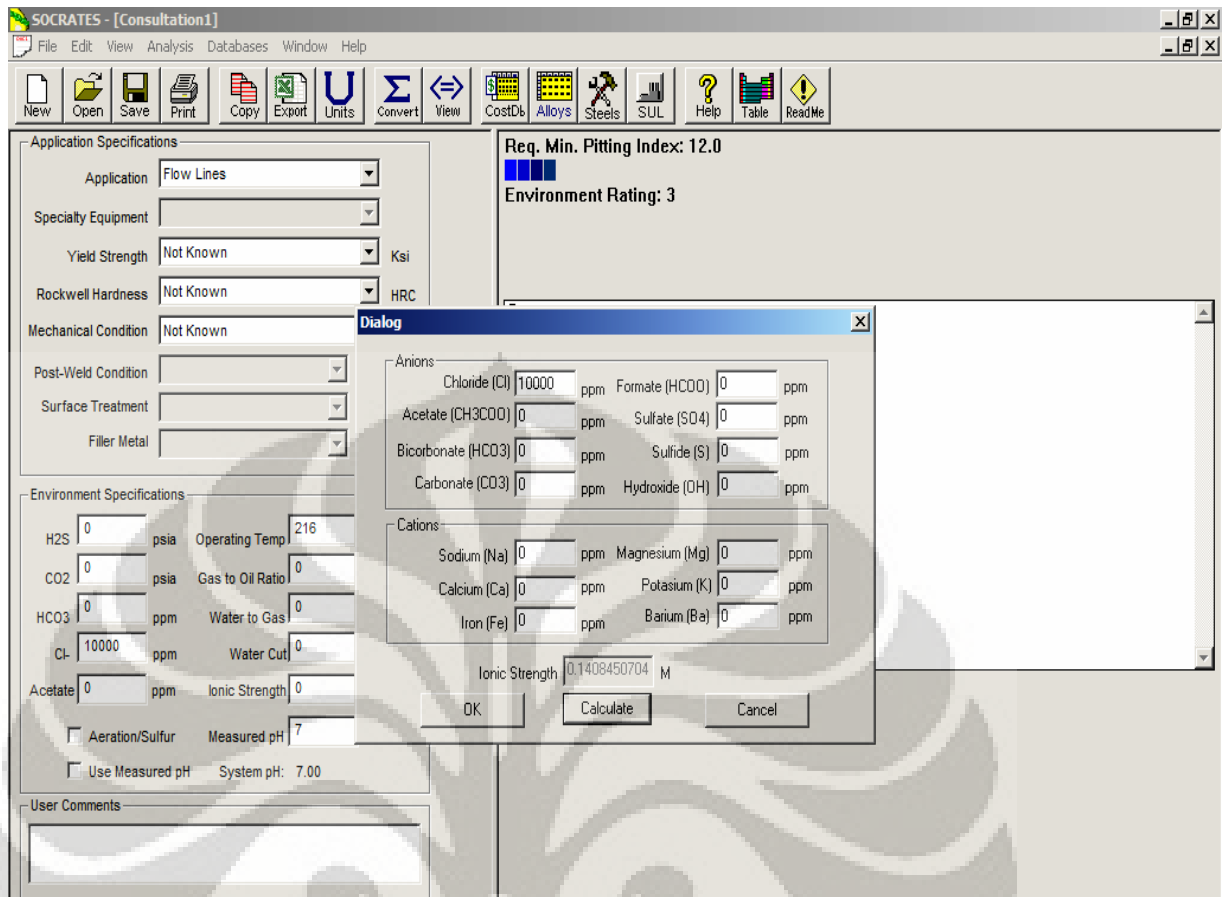 SOCRATES - [Consultation1]
File Edit View Analysis Databases Window Help
New Open Save Print Copy Export Units Convert View CostDb Alloys Steels SUL Help Table ReadMe
Application Specifications
Application Flow Lines
Specialty Equipment
Yield Strength Not Known Ksi
Rockwell Hardness Not Known HRC
Mechanical Condition Not Known
Post-Weld Condition
Surface Treatment
Filler Metal
Req. Min. Pitting Index: 12.0
Environment Rating: 3
Environment Specifications
H2S 0 psia Operating Temp 216
CO2 0 psia Gas to Oil Ratio 0
HCO3 0 ppm Water to Gas 0
Cl- 10000 ppm Water Cut 0
Acetate 0 ppm Ionic Strength 0
Aeration/Sulfur Measured pH 7
Use Measured pH System pH: 7.00
User Comments
Dialog
Anions
Chloride (Cl) 10000 ppm Formate (HCOO) 0 ppm
Acetate (CH3COO) 0 ppm Sulfate (SO4) 0 ppm
Bicorbonate (HCO3) 0 ppm Sulfide (S) 0 ppm
Carbonate (CO3) 0 ppm Hydroxide (OH) 0 ppm
Cations
Sodium (Na) 0 ppm Magnesium (Mg) 0 ppm
Calcium (Ca) 0 ppm Potasium (K) 0 ppm
Iron (Fe) 0 ppm Barium (Ba) 0 ppm
Ionic Strength 0.1408450704 M
OK Calculate Cancel